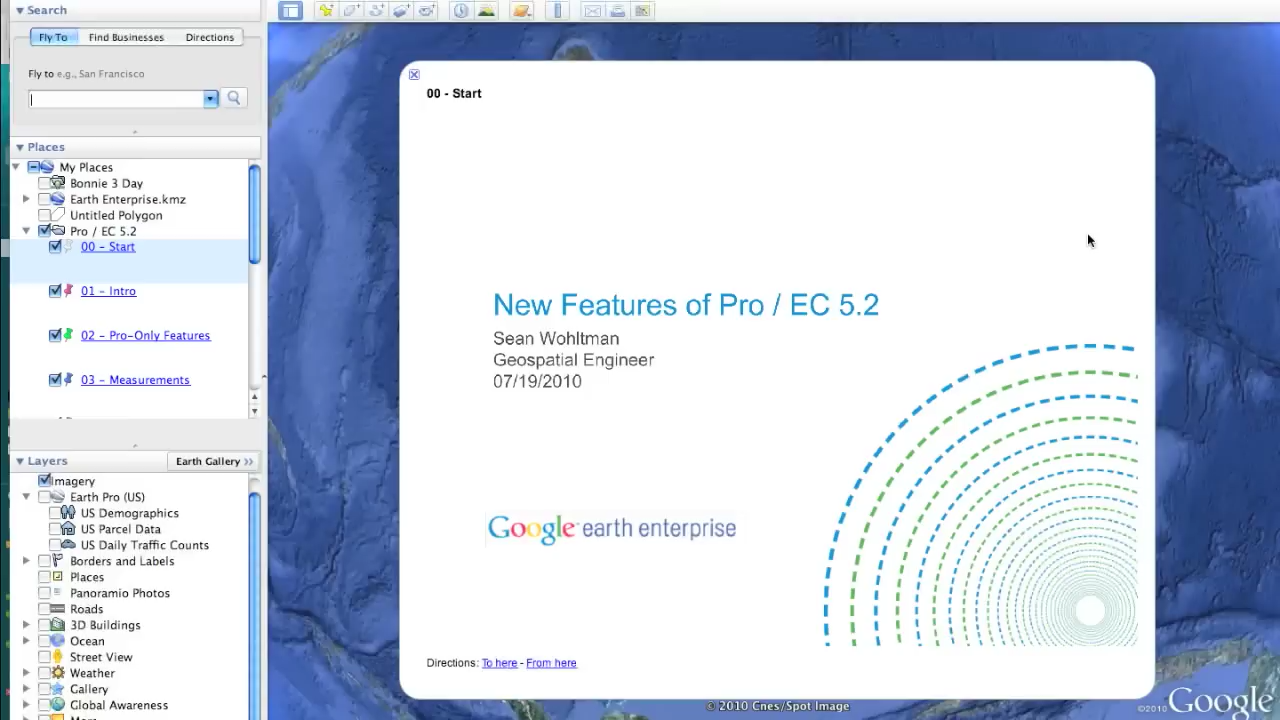 Search
Fly To
Find Businesses
Directions
Fly to e.g., San Francisco
Places
My Places
Bonnie 3 Day
Earth Enterprise.kmz
Untitled Polygon
Pro / EC 5.2
00 - Start
01 - Intro
02 - Pro-Only Features
03 - Measurements
Layers
Earth Gallery >>
Imagery
Earth Pro (US)
US Demographics
US Parcel Data
US Daily Traffic Counts
Borders and Labels
Places
Panoramio Photos
Roads
3D Buildings
Ocean
Street View
Weather
Gallery
Global Awareness
00 - Start
New Features of Pro / EC 5.2
Sean Wohltman
Geospatial Engineer
07/19/2010
Google earth enterprise
Directions: To here - From here
© 2010 Cnes/Spot Image
©2010 Google